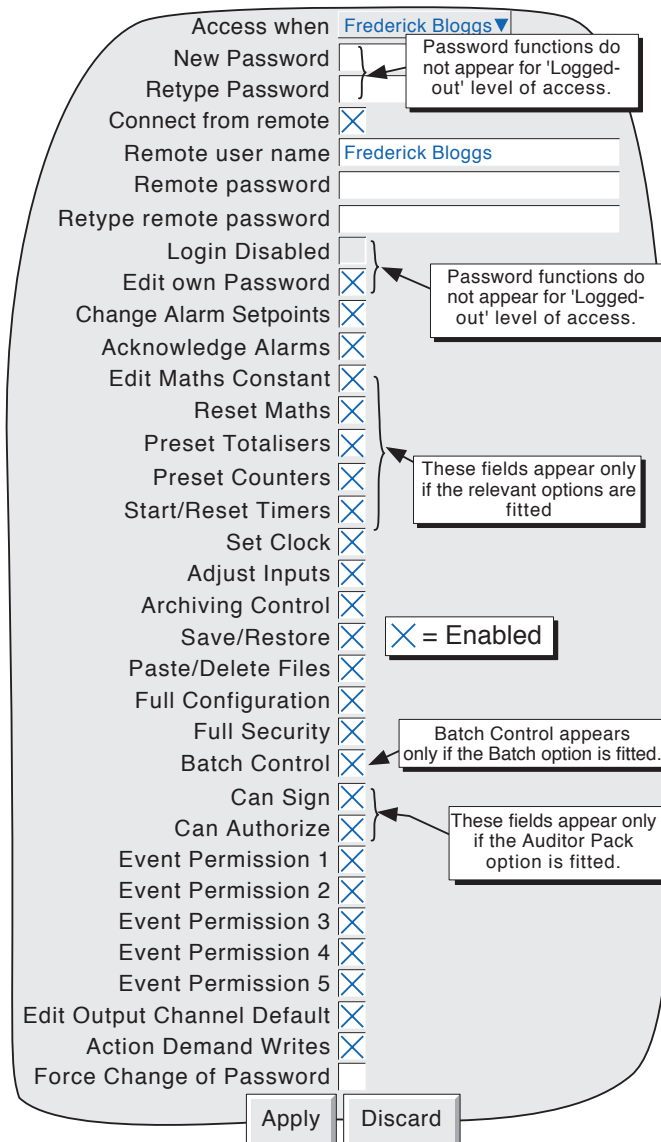 Access when Frederick Bloggs▼
New Password
Retype Password
Password functions do
not appear for 'Logged-
out' level of access.
Connect from remote
Remote user name Frederick Bloggs
Remote password
Retype remote password
Login Disabled
Edit own Password
Password functions do
not appear for 'Logged-
out' level of access.
Change Alarm Setpoints
Acknowledge Alarms
Edit Maths Constant
Reset Maths
Preset Totalisers
Preset Counters
Start/Reset Timers
These fields appear only
if the relevant options are
fitted
Set Clock
Adjust Inputs
Archiving Control
Save/Restore
= Enabled
Paste/Delete Files
Full Configuration
Full Security
Batch Control
Batch Control appears
only if the Batch option is fitted.
Can Sign
Can Authorize
These fields appear only
if the Auditor Pack
option is fitted.
Event Permission 1
Event Permission 2
Event Permission 3
Event Permission 4
Event Permission 5
Edit Output Channel Default
Action Demand Writes
Force Change of Password
Apply Discard